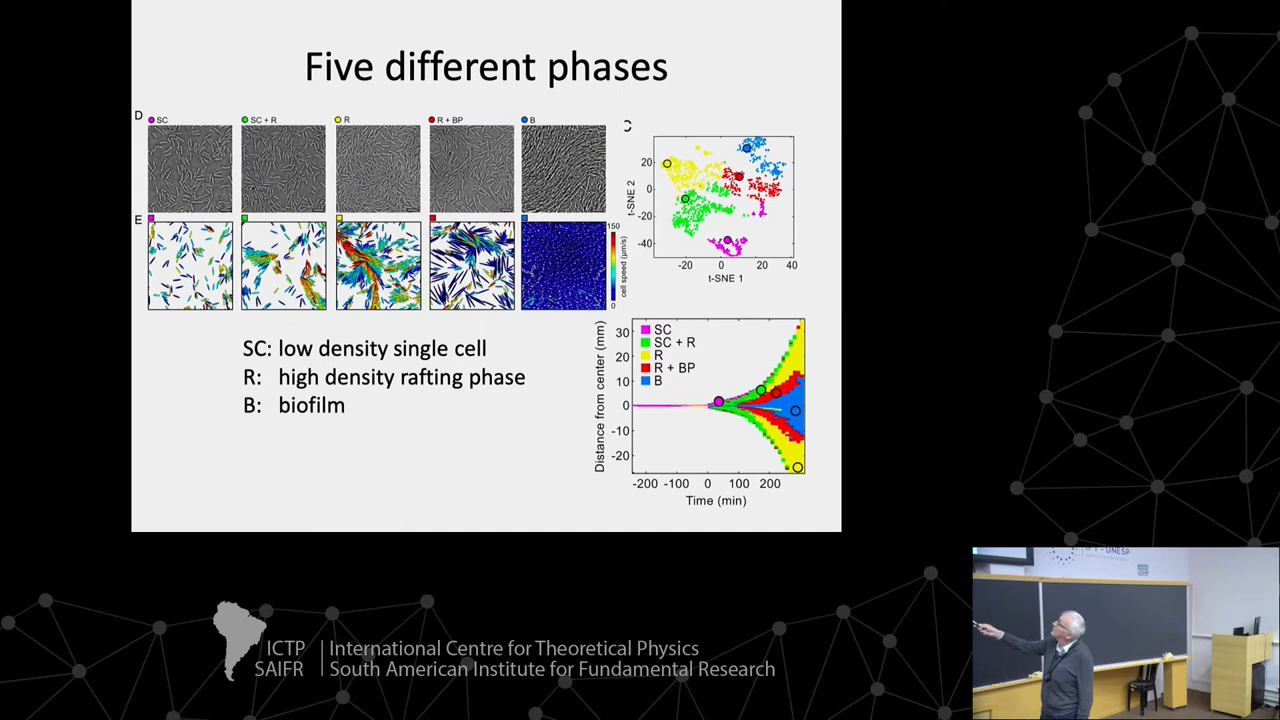 Five different phases
D
SC
SC + R
R
R + BP
B
E
150
cell speed (μm/s)
0
C
20
0
-20
-40
t-SNE 2
-20
0
20
40
t-SNE 1
SC: low density single cell
R: high density rafting phase
B: biofilm
30
20
10
0
-10
-20
Distance from center (mm)
SC
SC + R
R
R + BP
B
-200 -100 0 100 200
Time (min)
ICTP International Centre for Theoretical Physics
SAIFR South American Institute for Fundamental Research
IFT - UNESP